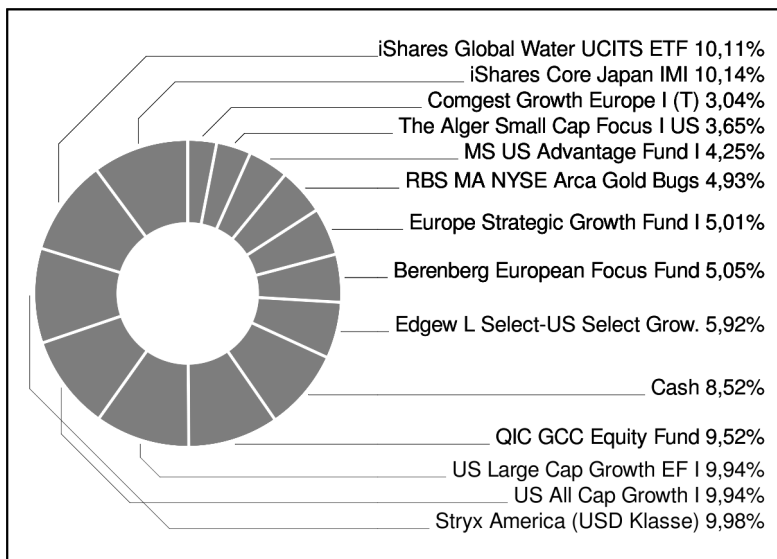 iShares Global Water UCITS ETF 10,11%
iShares Core Japan IMI 10,14%
Comgest Growth Europe I (T) 3,04%
The Alger Small Cap Focus I US 3,65%
MS US Advantage Fund I 4,25%
RBS MA NYSE Arca Gold Bugs 4,93%
Europe Strategic Growth Fund I 5,01%
Berenberg European Focus Fund 5,05%
Edgew L Select-US Select Grow. 5,92%
Cash 8,52%
QIC GCC Equity Fund 9,52%
US Large Cap Growth EF I 9,94%
US All Cap Growth I 9,94%
Stryx America (USD Klasse) 9,98%